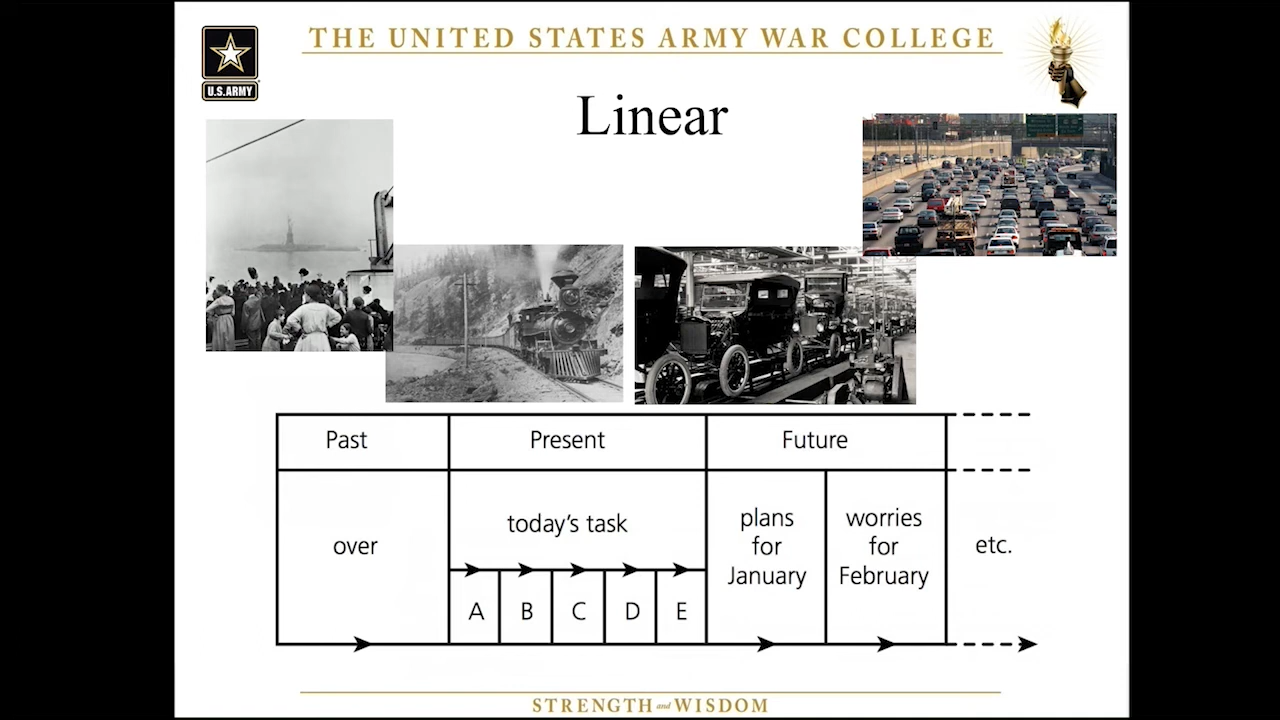 THE UNITED STATES ARMY WAR COLLEGE
U.S.ARMY
Linear
Past
Present
Future
over
today's task
plans
for
January
worries
for
February
etc.
A
B
C
D
E
STRENGTH and WISDOM